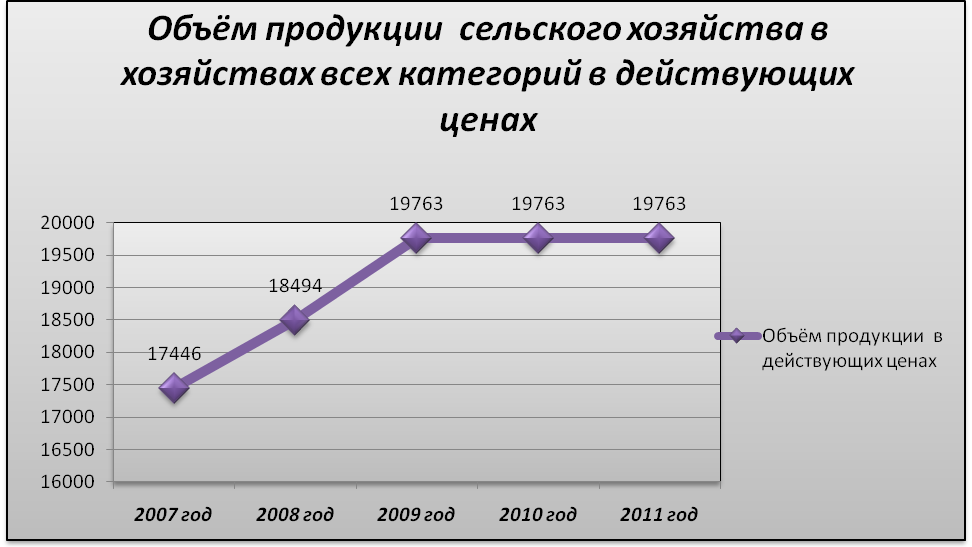 Объём продукции сельского хозяйства в
хозяйствах всех категорий в действующих
ценах
19763 19763 19763
20000
19500
19000
18494
18500
18000
17446
17500
17000
16500
16000
2007 год 2008 год 2009 год 2010 год 2011 год
Объём продукции в
действующих ценах